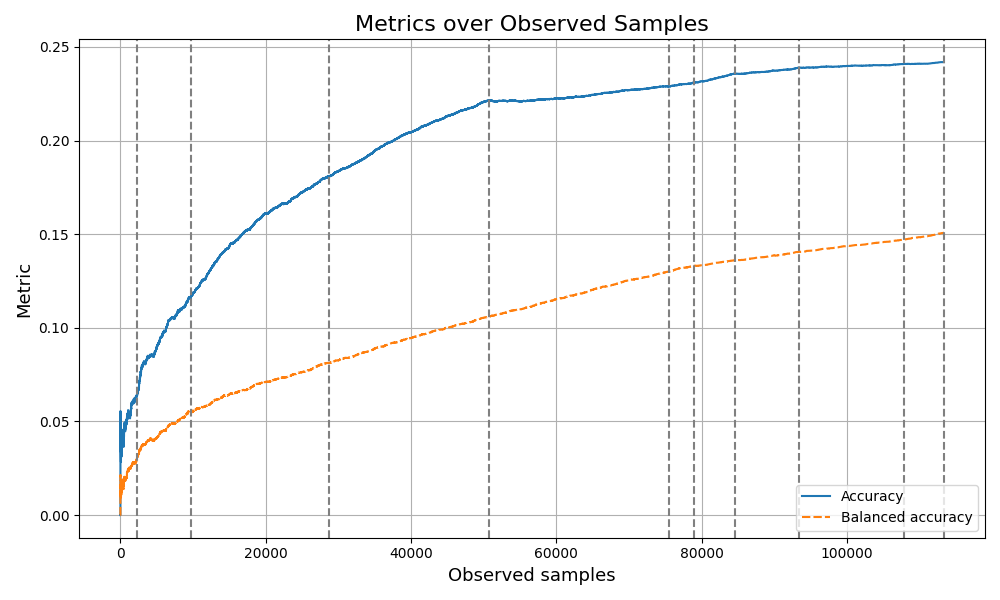 Metrics over Observed Samples
Metric
0.25
0.20
0.15
0.10
0.05
0.00
Accuracy
Balanced accuracy
0 20000 40000 60000 80000 100000
Observed samples